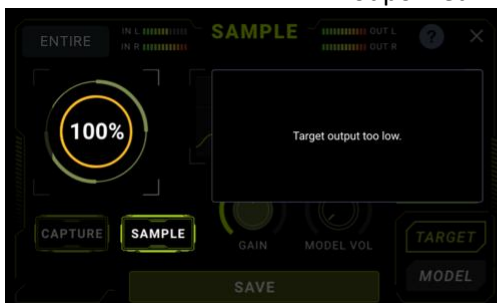 ENTIRE
IN L
IN R
SAMPLE
OUT L
OUT R
?
100%
Target output too low.
CAPTURE
SAMPLE
GAIN
MODEL VOL
TARGET
MODEL
SAVE